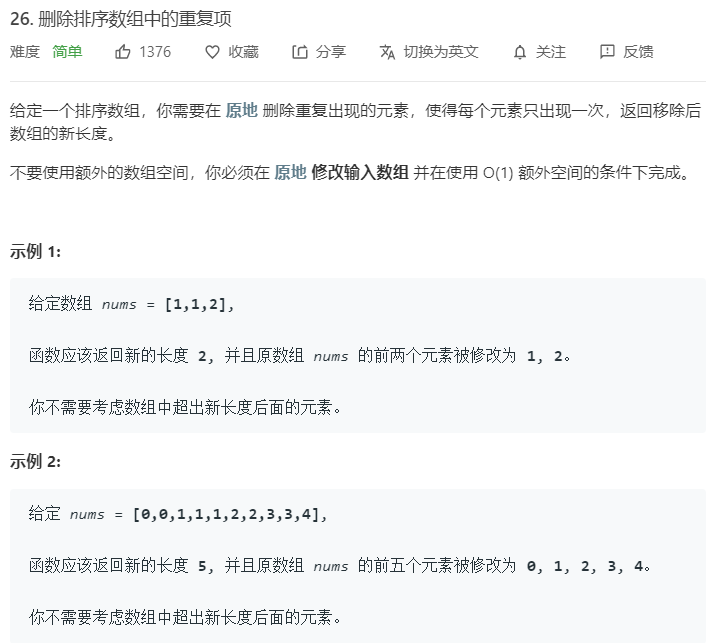 26. 删除排序数组中的重复项
难度 简单 1376 收藏 分享 切换为英文 关注 反馈
给定一个排序数组，你需要在 原地 删除重复出现的元素，使得每个元素只出现一次，返回移除后
数组的新长度。
不要使用额外的数组空间，你必须在 原地 修改输入数组 并在使用 O(1) 额外空间的条件下完成。
示例 1:
给定数组 nums = [1,1,2],
函数应该返回新的长度 2, 并且原数组 nums 的前两个元素被修改为 1, 2。
你不需要考虑数组中超出新长度后面的元素。
示例 2:
给定 nums = [0,0,1,1,1,2,2,3,3,4],
函数应该返回新的长度 5, 并且原数组 nums 的前五个元素被修改为 0, 1, 2, 3, 4。
你不需要考虑数组中超出新长度后面的元素。